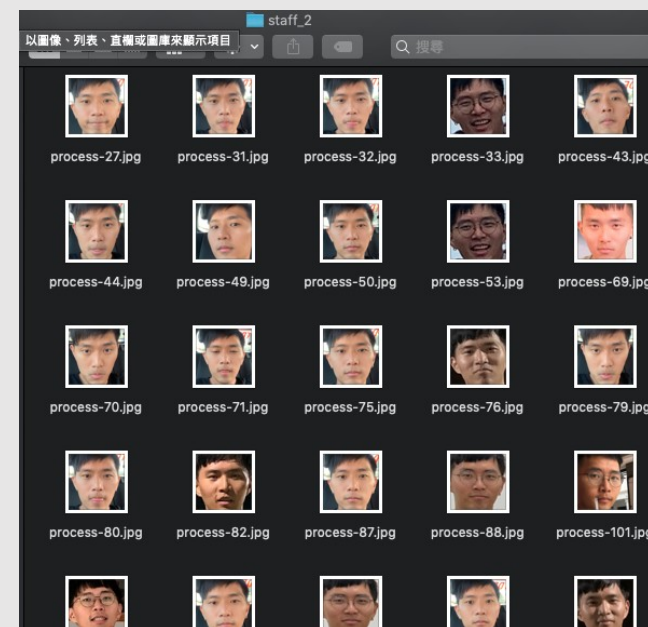 staff_2
以圖像、列表、直欄或圖庫來顯示項目
搜尋
process-27.jpg process-31.jpg process-32.jpg process-33.jpg process-43.jpg
process-44.jpg process-49.jpg process-50.jpg process-53.jpg process-69.jpg
process-70.jpg process-71.jpg process-75.jpg process-76.jpg process-79.jpg
process-80.jpg process-82.jpg process-87.jpg process-88.jpg process-101.jpg